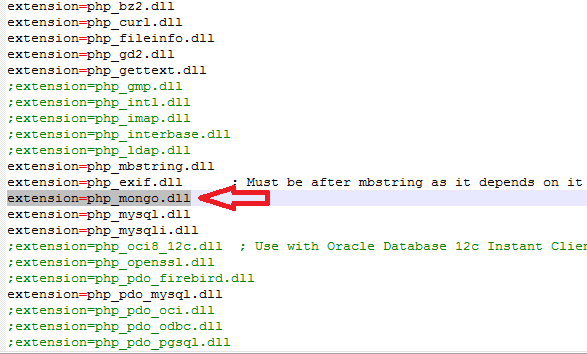 extension=php_bz2.dll
extension=php_curl.dll
extension=php_fileinfo.dll
extension=php_gd2.dll
extension=php_gettext.dll
;extension=php_gmp.dll
;extension=php_intl.dll
;extension=php_imap.dll
;extension=php_interbase.dll
;extension=php_ldap.dll
extension=php_mbstring.dll
extension=php_exif.dll      ; Must be after mbstring as it depends on it
extension=php_mongo.dll
extension=php_mysql.dll
extension=php_mysqli.dll
;extension=php_oci8_12c.dll  ; Use with Oracle Database 12c Instant Clien
;extension=php_openssl.dll
;extension=php_pdo_firebird.dll
extension=php_pdo_mysql.dll
;extension=php_pdo_oci.dll
;extension=php_pdo_odbc.dll
;extension=php_pdo_pgsql.dll